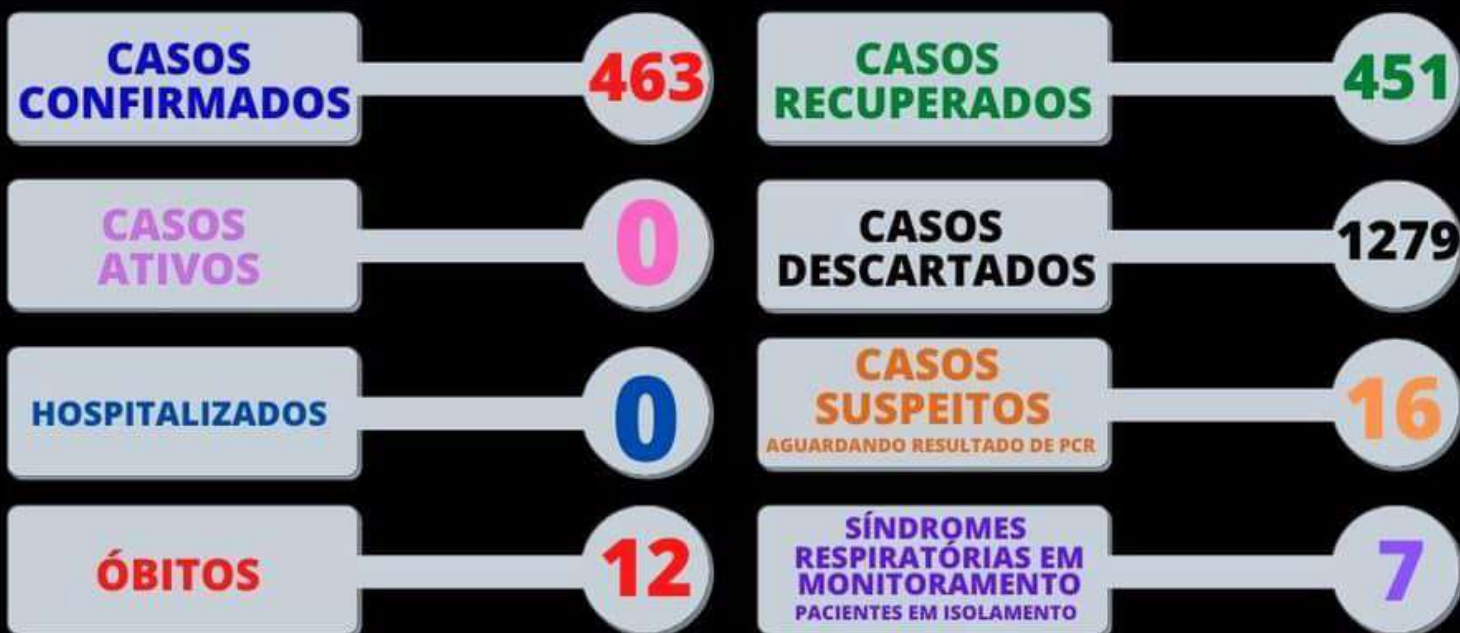 CASOS
CONFIRMADOS
463
CASOS
RECUPERADOS
451
CASOS
ATIVOS
0
CASOS
DESCARTADOS
1279
HOSPITALIZADOS
0
CASOS
SUSPEITOS
AGUARDANDO RESULTADO DE PCR
16
ÓBITOS
12
SÍNDROMES
RESPIRATÓRIAS EM
MONITORAMENTO
PACIENTES EM ISOLAMENTO
7